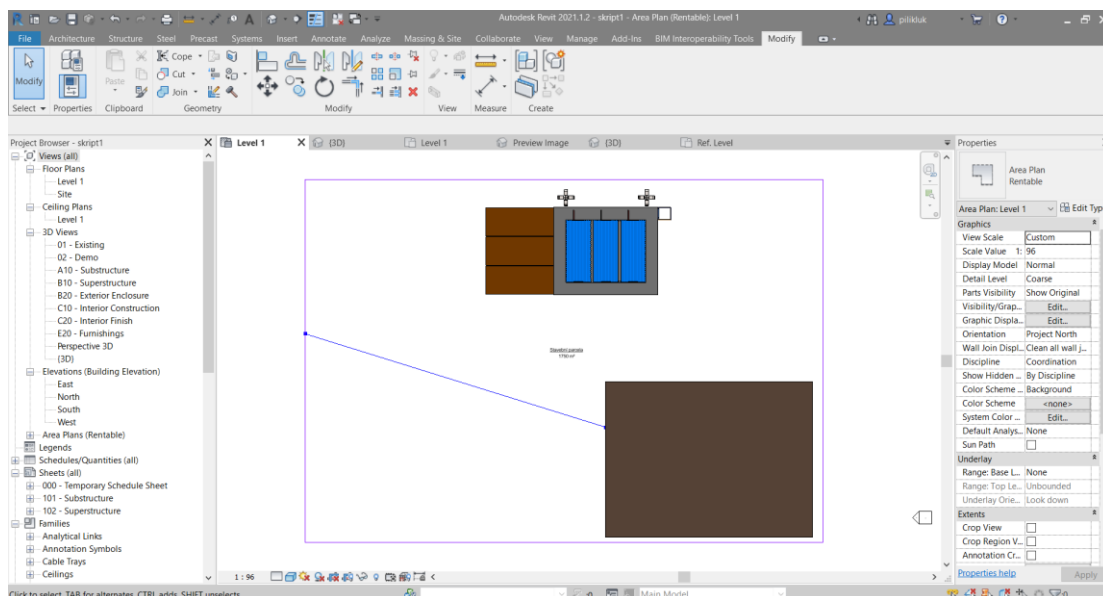 Autodesk Revit 2021.1.2 - skript1 - Area Plan (Rentable): Level 1
pilikluk
File Architecture Structure Steel Precast Systems Insert Annotate Analyze Massing & Site Collaborate View Manage Add-Ins BIM Interoperability Tools Modify
Modify
Paste
Cope
Cut
Join
Select Properties Clipboard Geometry Modify View Measure Create
Project Browser - skript1
Level 1 {3D} Level 1 Preview Image {3D} Ref. Level
Properties
Views (all)
Floor Plans
Level 1
Site
Ceiling Plans
Level 1
3D Views
01 - Existing
02 - Demo
A10 - Substructure
B10 - Superstructure
B20 - Exterior Enclosure
C10 - Interior Construction
C20 - Interior Finish
E20 - Furnishings
Perspective 3D
{3D}
Elevations (Building Elevation)
East
North
South
West
Area Plans (Rentable)
Legends
Schedules/Quantities (all)
Sheets (all)
000 - Temporary Schedule Sheet
101 - Substructure
102 - Superstructure
Families
Analytical Links
Annotation Symbols
Cable Trays
Ceilings
1 : 96
Area Plan
Rentable
Area Plan: Level 1 Edit Typ
Graphics
View Scale Custom
Scale Value 1: 96
Display Model Normal
Detail Level Coarse
Parts Visibility Show Original
Visibility/Grap... Edit...
Graphic Displa... Edit...
Orientation Project North
Wall Join Displ... Clean all wall j...
Discipline Coordination
Show Hidden ... By Discipline
Color Scheme ... Background
Color Scheme <none>
System Color ... Edit...
Default Analys... None
Sun Path
Underlay
Range: Base L... None
Range: Top Le... Unbounded
Underlay Orie... Look down
Extents
Crop View
Crop Region V...
Annotation Cr...
Properties help Apply
Click to select, TAB for alternates, CTRL adds, SHIFT unselects.
Main Model